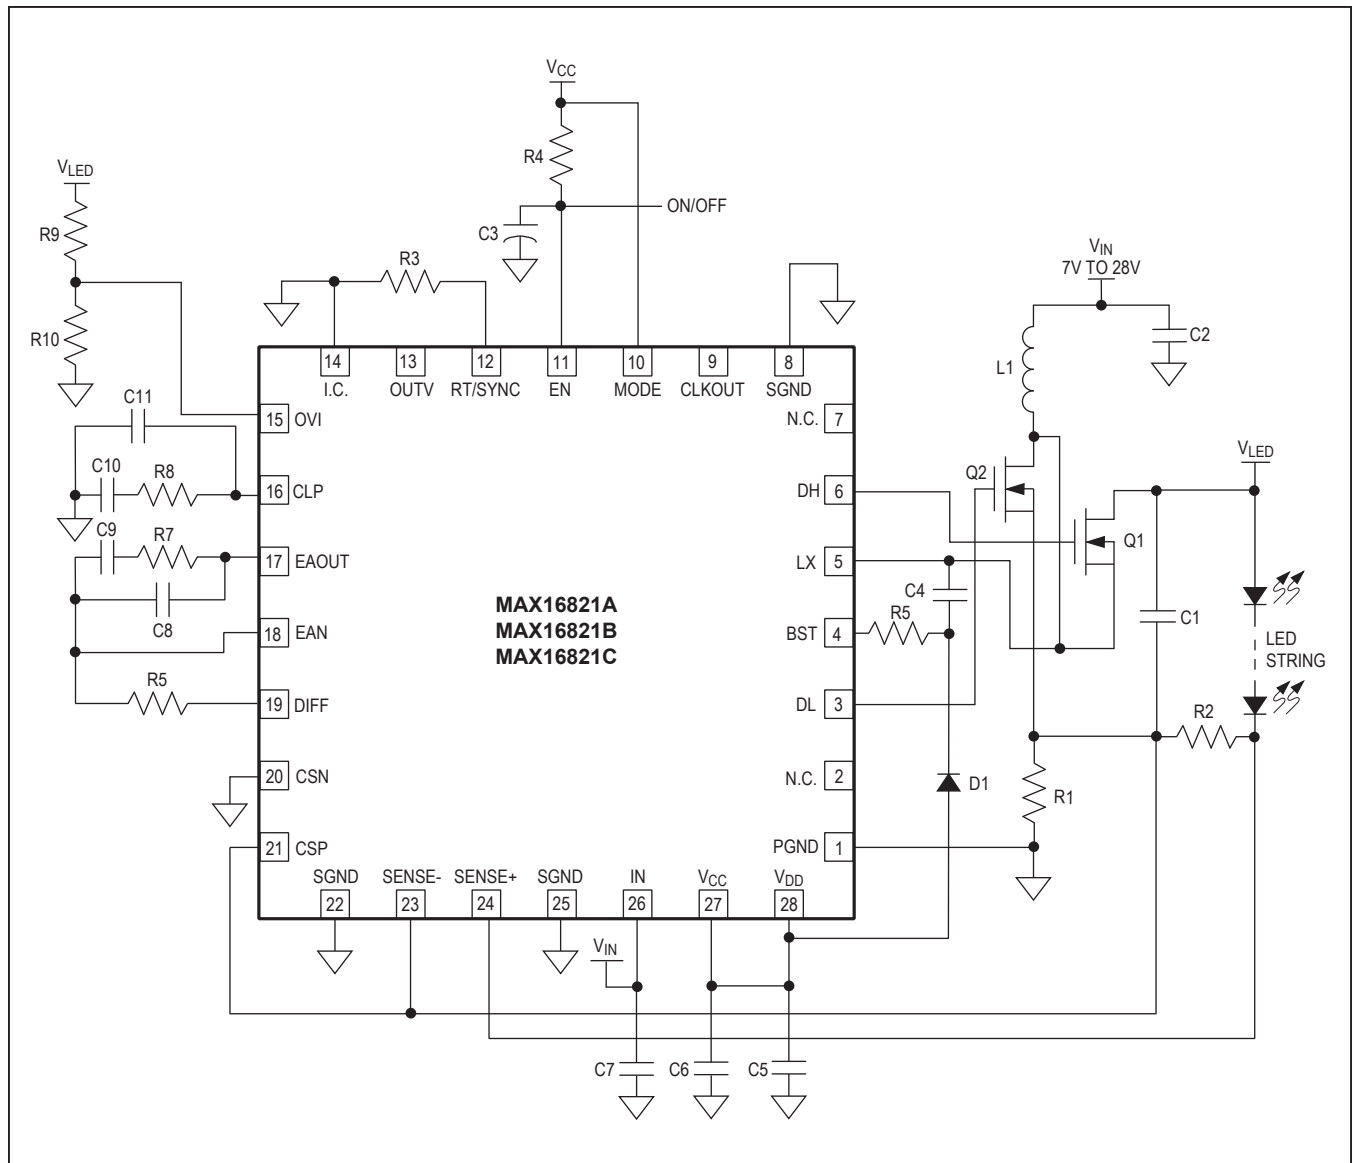 VCC
R4
VLED
ON/OFF
R9
C3
R3
VIN
7V TO 28V
R10
C2
L1
14
13
12
11
10
9
8
I.C.
OUTV
RT/SYNC
EN
MODE
CLKOUT
SGND
C11
15
OVI
N.C.
7
VLED
C10
R8
Q2
16
CLP
DH
6
C9
R7
Q1
17
EAOUT
LX
5
C4
MAX16821A
MAX16821B
MAX16821C
R5
C1
C8
18
EAN
BST
4
LED
STRING
R5
19
DIFF
DL
3
R2
20
CSN
N.C.
2
D1
R1
21
CSP
PGND
1
SGND
SENSE-
SENSE+
SGND
IN
VCC
VDD
22
23
24
25
26
27
28
VIN
C7
C6
C5